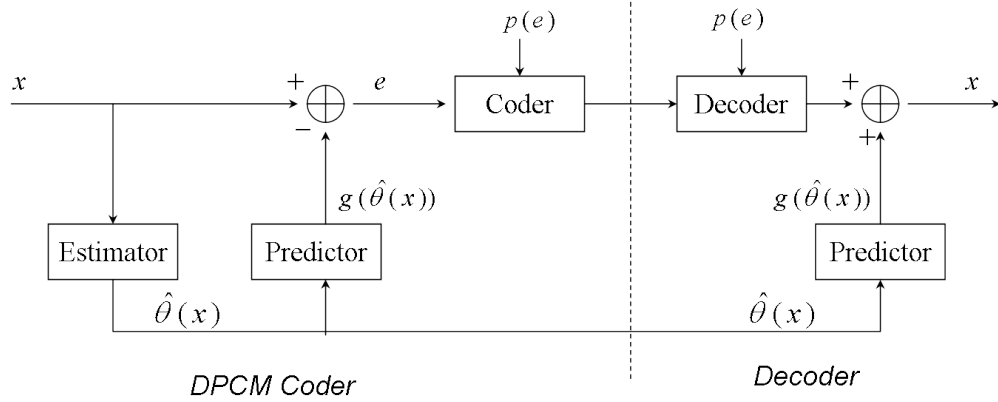 p(e) p(e)
x + e Coder Decoder + x
− +
g(θ̂(x)) g(θ̂(x))
Estimator Predictor Predictor
θ̂(x) θ̂(x)
DPCM Coder Decoder